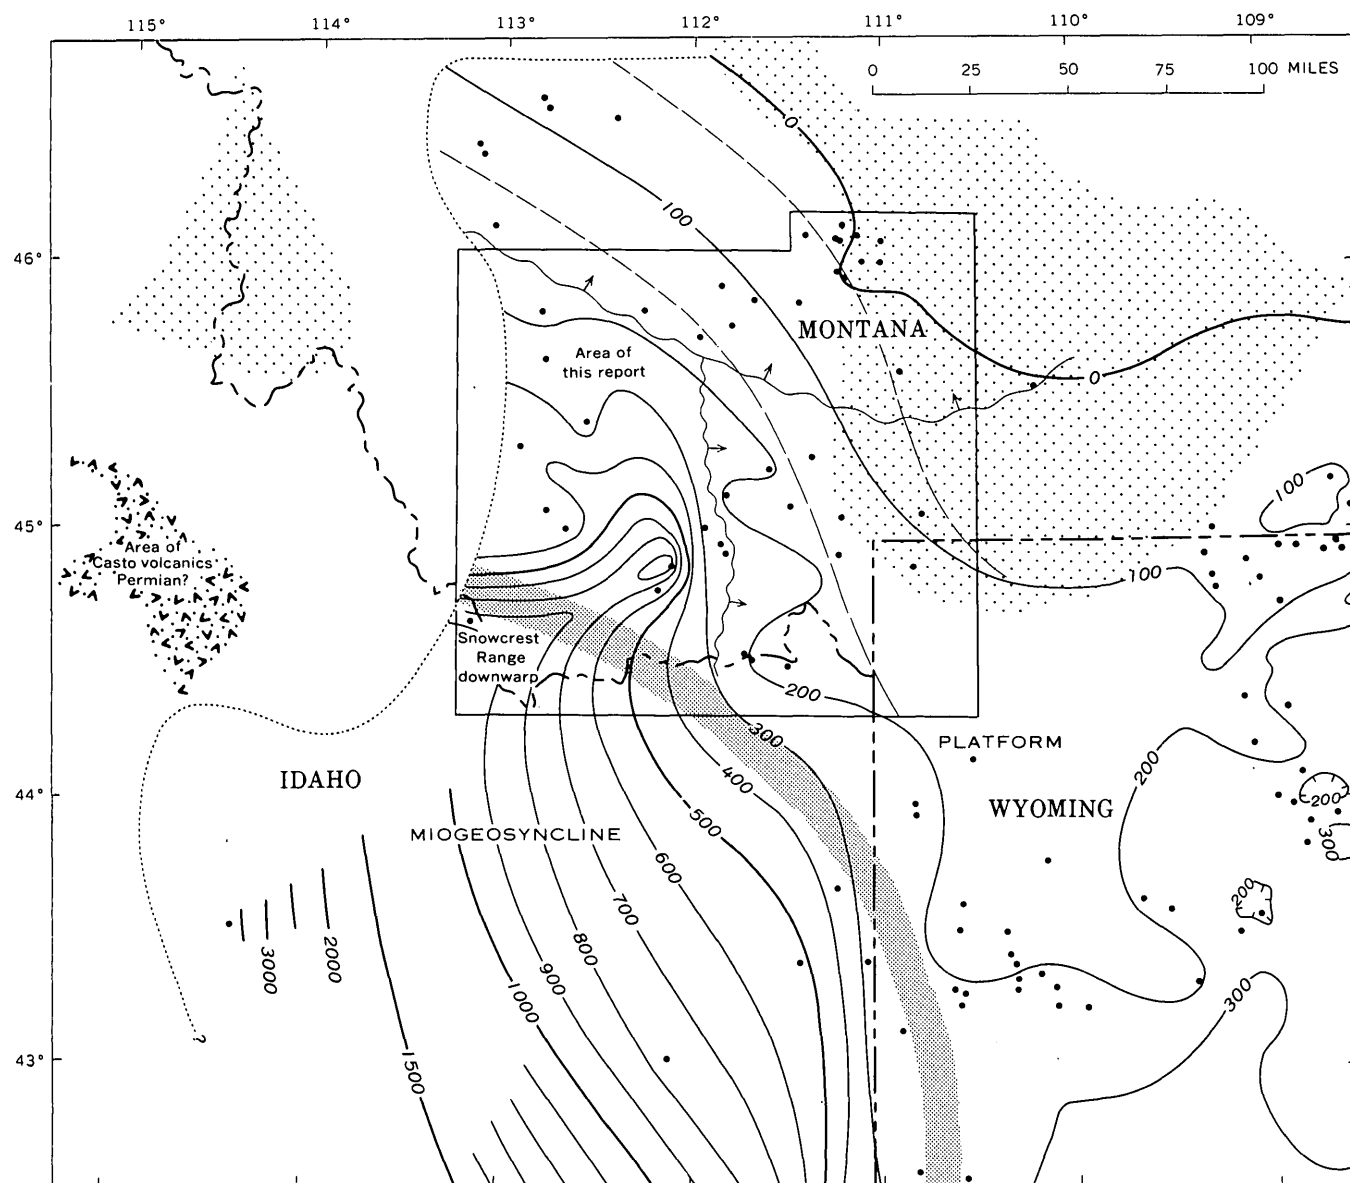 115° 114° 113° 112° 111° 110° 109°
0 25 50 75 100 MILES
0
100
46°
MONTANA
Area of
this report
0
100
45°
Area of
Casto volcanics
Permian?
100
Snowcrest
Range
downwarp
200
300
PLATFORM
200
IDAHO
400
44°
WYOMING
200
MIOGEOSYNCLINE
500
300
600
200
700
2000
3000
800
900
300
1000
?
43°
1500